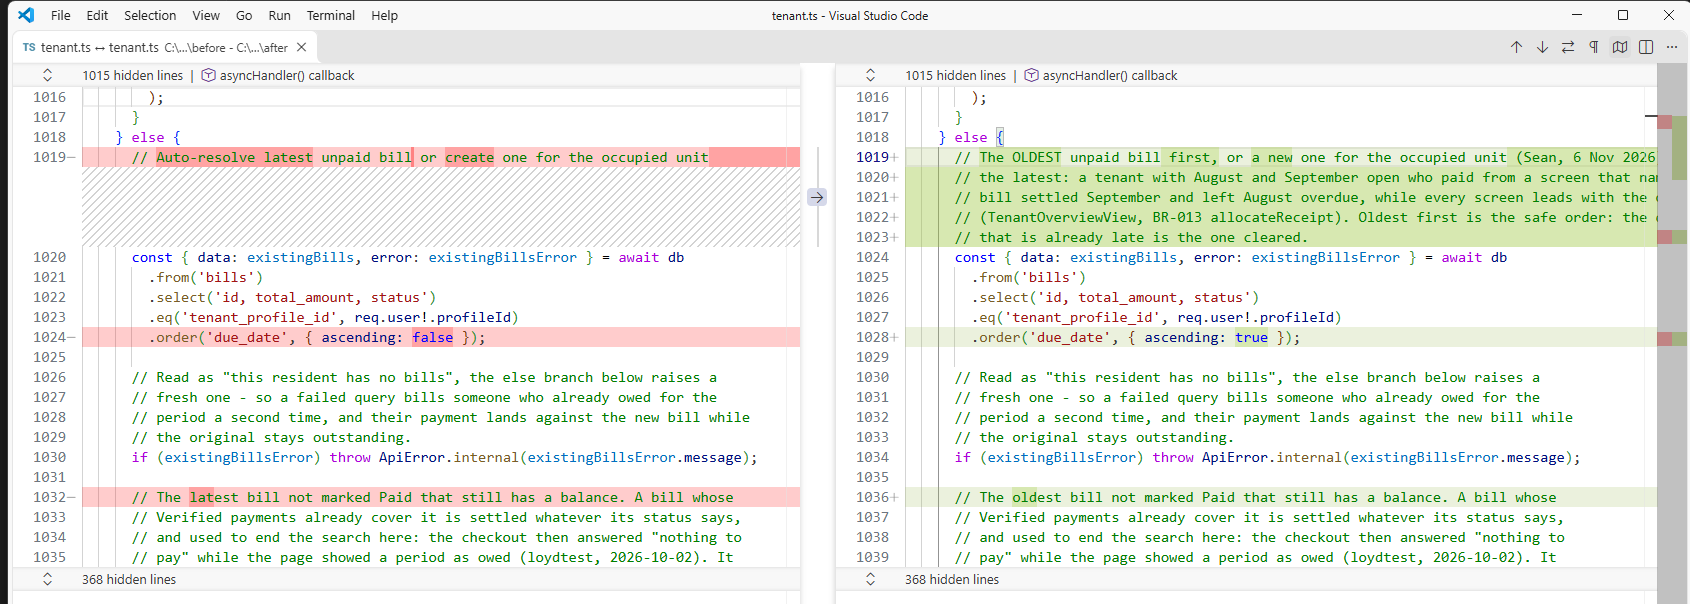 File Edit Selection View Go Run Terminal Help
tenant.ts - Visual Studio Code
TS tenant.ts ↔ tenant.ts C:\...\before - C:\...\after
1015 hidden lines | asyncHandler() callback
1016 );
1017 }
1018 } else {
1019 // Auto-resolve latest unpaid bill or create one for the occupied unit
1020 const { data: existingBills, error: existingBillsError } = await db
1021 .from('bills')
1022 .select('id, total_amount, status')
1023 .eq('tenant_profile_id', req.user!.profileId)
1024 .order('due_date', { ascending: false });
1025
1026 // Read as "this resident has no bills", the else branch below raises a
1027 // fresh one - so a failed query bills someone who already owed for the
1028 // period a second time, and their payment lands against the new bill while
1029 // the original stays outstanding.
1030 if (existingBillsError) throw ApiError.internal(existingBillsError.message);
1031
1032 // The latest bill not marked Paid that still has a balance. A bill whose
1033 // Verified payments already cover it is settled whatever its status says,
1034 // and used to end the search here: the checkout then answered "nothing to
1035 // pay" while the page showed a period as owed (loydtest, 2026-10-02). It
368 hidden lines
1015 hidden lines | asyncHandler() callback
1016 );
1017 }
1018 } else {
1019 // The OLDEST unpaid bill first, or a new one for the occupied unit (Sean, 6 Nov 2026
1020 // the latest: a tenant with August and September open who paid from a screen that
1021 // bill settled September and left August overdue, while every screen leads with the
1022 // (TenantOverviewView, BR-013 allocateReceipt). Oldest first is the safe order: the
1023 // that is already late is the one cleared.
1024 const { data: existingBills, error: existingBillsError } = await db
1025 .from('bills')
1026 .select('id, total_amount, status')
1027 .eq('tenant_profile_id', req.user!.profileId)
1028 .order('due_date', { ascending: true });
1029
1030 // Read as "this resident has no bills", the else branch below raises a
1031 // fresh one - so a failed query bills someone who already owed for the
1032 // period a second time, and their payment lands against the new bill while
1033 // the original stays outstanding.
1034 if (existingBillsError) throw ApiError.internal(existingBillsError.message);
1035
1036 // The oldest bill not marked Paid that still has a balance. A bill whose
1037 // Verified payments already cover it is settled whatever its status says,
1038 // and used to end the search here: the checkout then answered "nothing to
1039 // pay" while the page showed a period as owed (loydtest, 2026-10-02). It
368 hidden lines